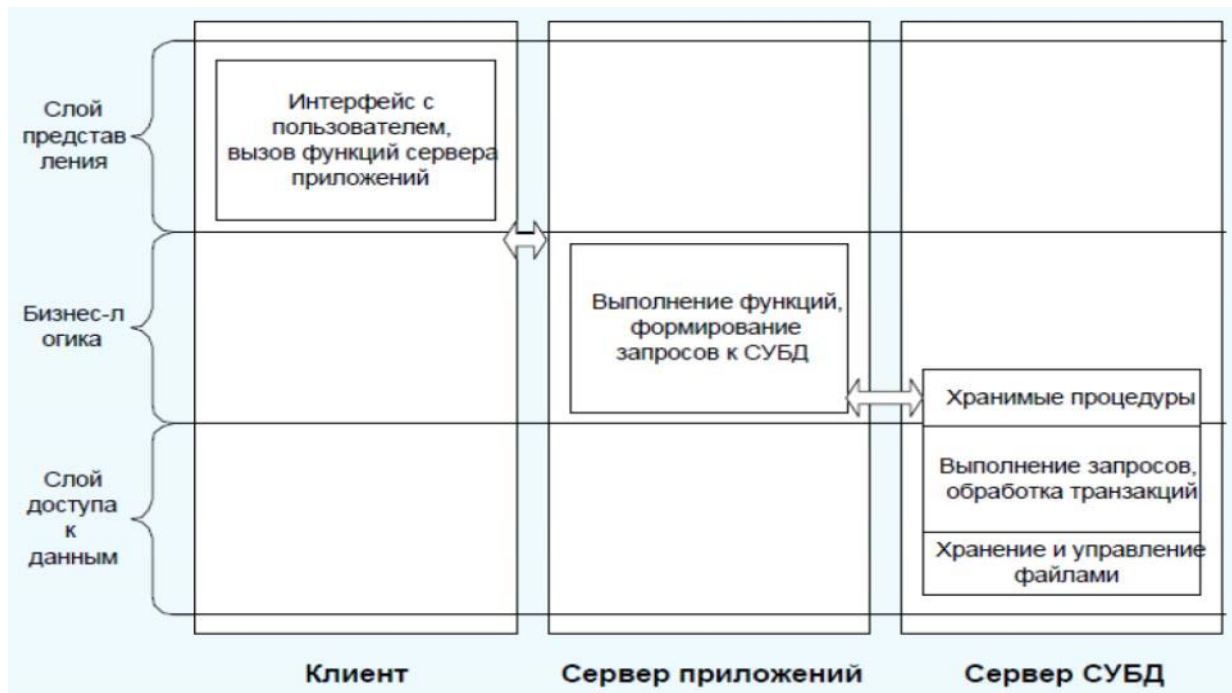 Слой
представ
ления
Интерфейс с
пользователем,
вызов функций сервера
приложений
Бизнес-л
огика
Выполнение функций,
формирование
запросов к СУБД
Хранимые процедуры
Слой
доступа
к
данным
Выполнение запросов,
обработка транзакций
Хранение и управление
файлами
Клиент
Сервер приложений
Сервер СУБД